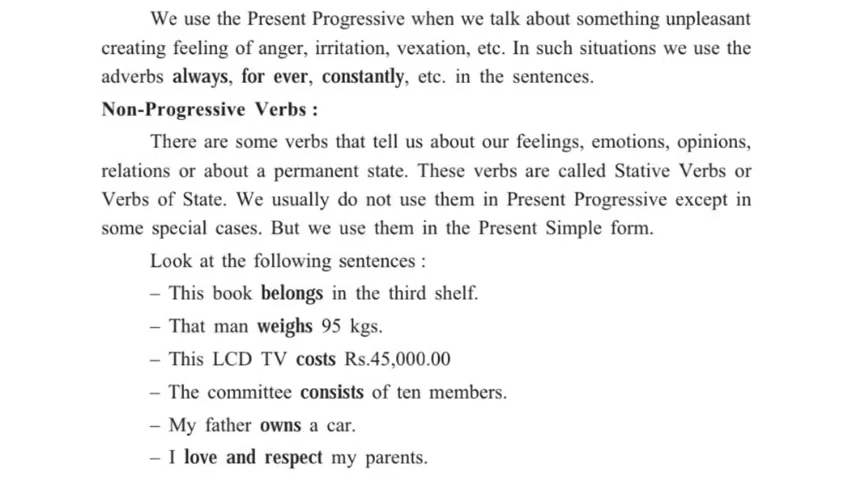 We use the Present Progressive when we talk about something unpleasant
creating feeling of anger, irritation, vexation, etc. In such situations we use the
adverbs always, for ever, constantly, etc. in the sentences.
Non-Progressive Verbs :
There are some verbs that tell us about our feelings, emotions, opinions,
relations or about a permanent state. These verbs are called Stative Verbs or
Verbs of State. We usually do not use them in Present Progressive except in
some special cases. But we use them in the Present Simple form.
Look at the following sentences :
– This book belongs in the third shelf.
– That man weighs 95 kgs.
– This LCD TV costs Rs.45,000.00
– The committee consists of ten members.
– My father owns a car.
– I love and respect my parents.